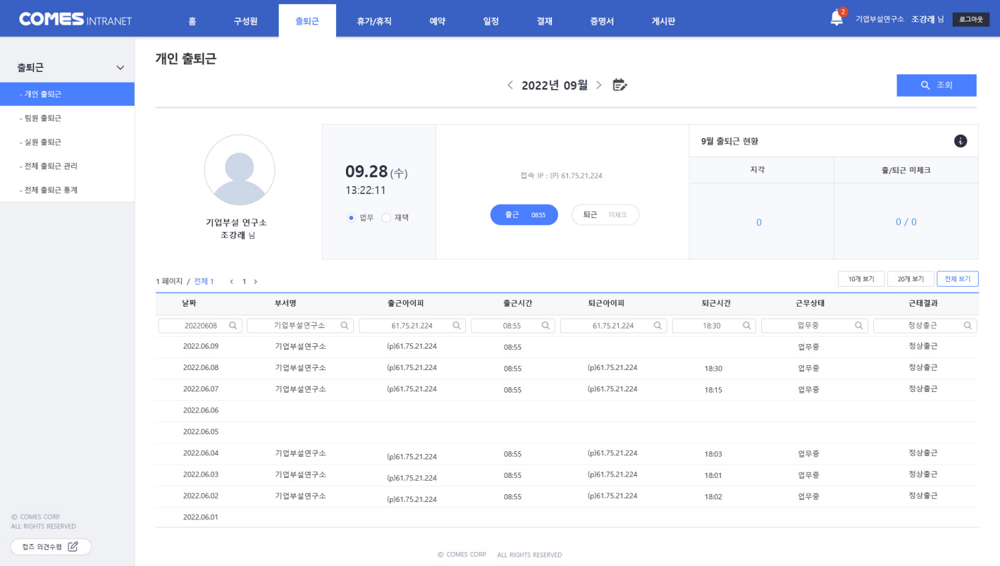 COMES INTRANET 홈 구성원 출퇴근 휴가/휴직 예약 일정 결재 증명서 게시판 2 기업부설연구소 조강래 님 로그아웃
출퇴근
- 개인 출퇴근
- 팀원 출퇴근
- 실원 출퇴근
- 전체 출퇴근 관리
- 전체 출퇴근 통계
개인 출퇴근
2022년 09월
조회
기업부설 연구소
조강래 님
09.28 (수)
13:22:11
업무 재택
접속 IP : (P) 61.75.21.224
출근 08:55 퇴근 미체크
9월 출퇴근 현황
지각 출/퇴근 미체크
0 0 / 0
1 페이지 / 전체 1 < 1 >
10개 보기 20개 보기 전체 보기
날짜 부서명 출근아이피 출근시간 퇴근아이피 퇴근시간 근무상태 근태결과
20220608 기업부설연구소 61.75.21.224 08:55 61.75.21.224 18:30 업무중 정상출근
2022.06.09 기업부설연구소 (p)61.75.21.224 08:55 업무중 정상출근
2022.06.08 기업부설연구소 (p)61.75.21.224 08:55 (p)61.75.21.224 18:30 업무중 정상출근
2022.06.07 기업부설연구소 (p)61.75.21.224 08:55 (p)61.75.21.224 18:15 업무중 정상출근
2022.06.06
2022.06.05
2022.06.04 기업부설연구소 (p)61.75.21.224 08:55 (p)61.75.21.224 18:03 업무중 정상출근
2022.06.03 기업부설연구소 (p)61.75.21.224 08:55 (p)61.75.21.224 18:01 업무중 정상출근
2022.06.02 기업부설연구소 (p)61.75.21.224 08:55 (p)61.75.21.224 18:02 업무중 정상출근
2022.06.01
© COMES CORP.
ALL RIGHTS RESERVED
컴즈 의견수렴
© COMES CORP. ALL RIGHTS RESERVED